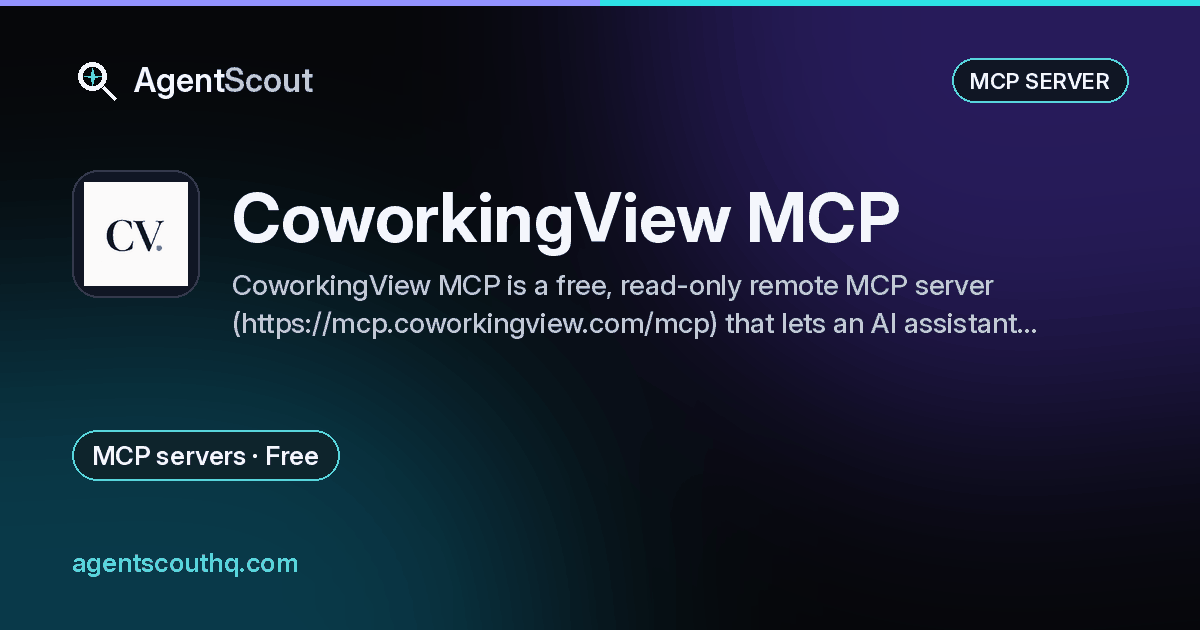 AgentScout
MCP SERVER
CV.
CoworkingView MCP
CoworkingView MCP is a free, read-only remote MCP server
(https://mcp.coworkingview.com/mcp) that lets an AI assistant...
MCP servers · Free
agentscouthq.com